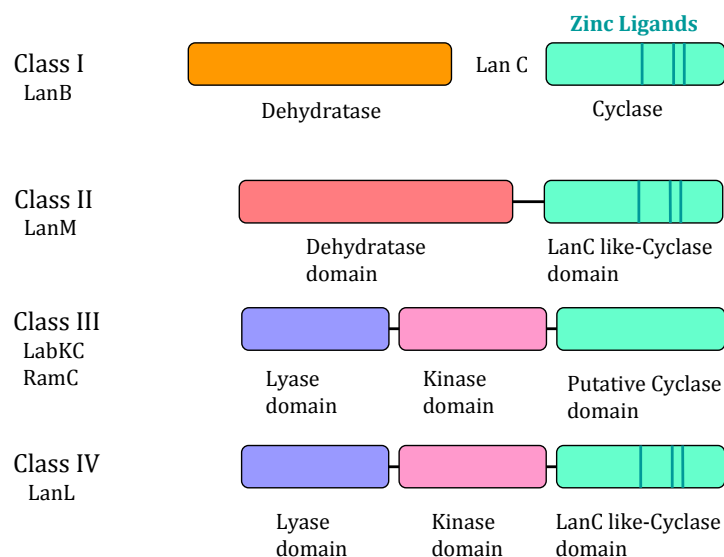 Zinc Ligands
Class I
LanB
Lan C
Dehydratase
Cyclase
Class II
LanM
Dehydratase
domain
LanC like-Cyclase
domain
Class III
LabKC
RamC
Lyase
domain
Kinase
domain
Putative Cyclase
domain
Class IV
LanL
Lyase
domain
Kinase
domain
LanC like-Cyclase
domain